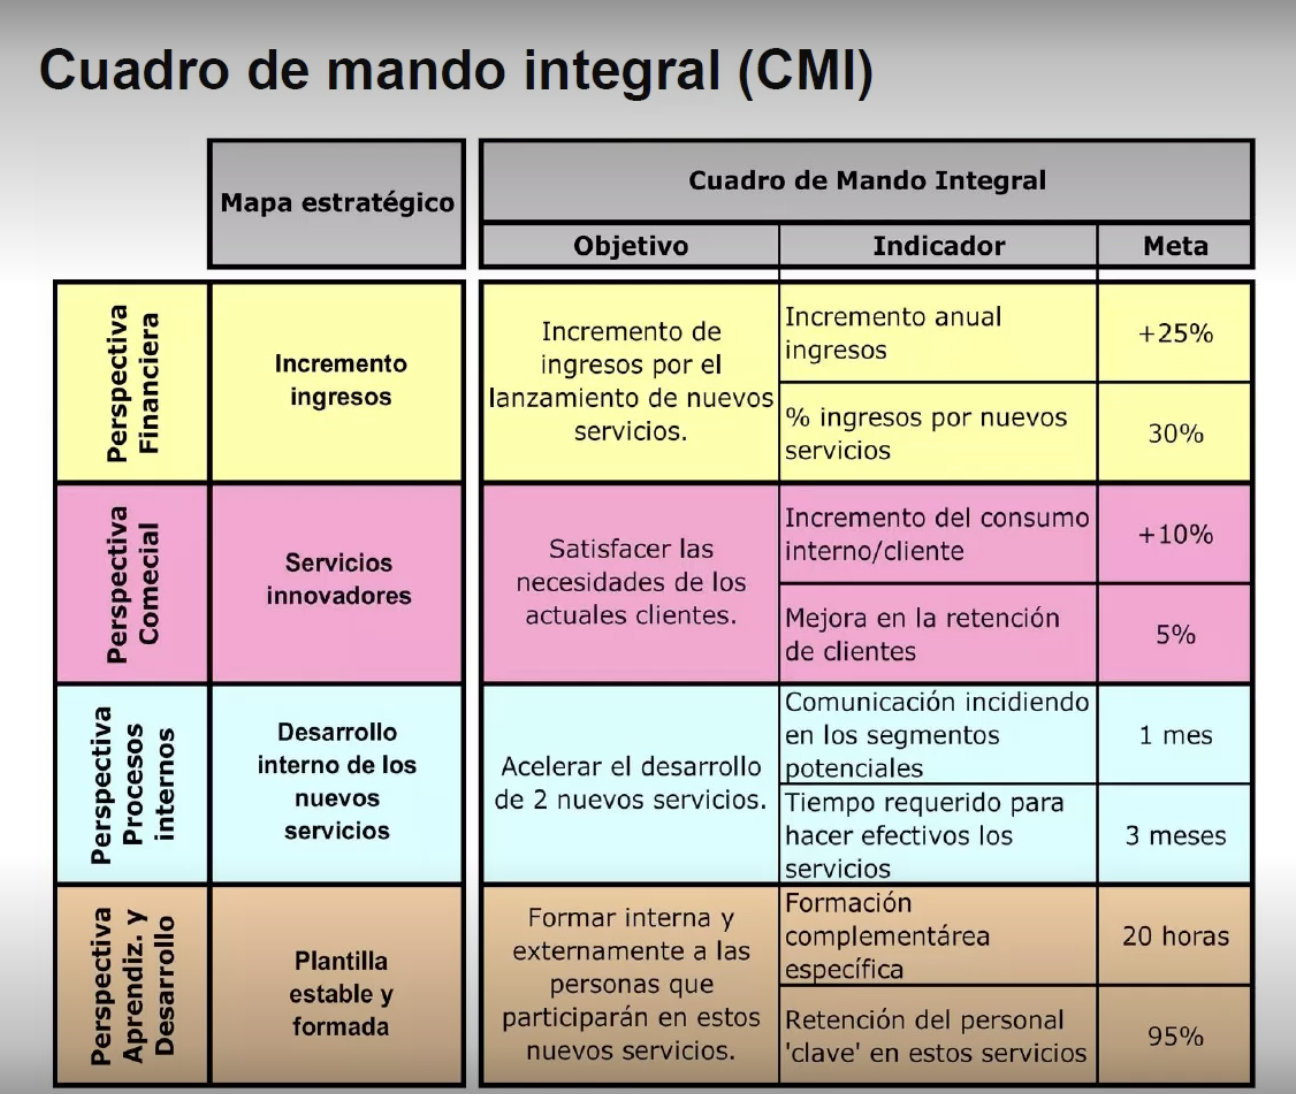 Cuadro de mando integral (CMI)
Mapa estratégico
Cuadro de Mando Integral
Objetivo
Indicador
Meta
Perspectiva
Financiera
Incremento
ingresos
Incremento de
ingresos por el
lanzamiento de nuevos
servicios.
Incremento anual
ingresos
+25%
% ingresos por nuevos
servicios
30%
Perspectiva
Comecial
Servicios
innovadores
Satisfacer las
necesidades de los
actuales clientes.
Incremento del consumo
interno/cliente
+10%
Mejora en la retención
de clientes
5%
Perspectiva
Procesos
internos
Desarrollo
interno de los
nuevos
servicios
Acelerar el desarrollo
de 2 nuevos servicios.
Comunicación incidiendo
en los segmentos
potenciales
1 mes
Tiempo requerido para
hacer efectivos los
servicios
3 meses
Perspectiva
Aprendiz. y
Desarrollo
Plantilla
estable y
formada
Formar interna y
externamente a las
personas que
participarán en estos
nuevos servicios.
Formación
complementárea
específica
20 horas
Retención del personal
'clave' en estos servicios
95%